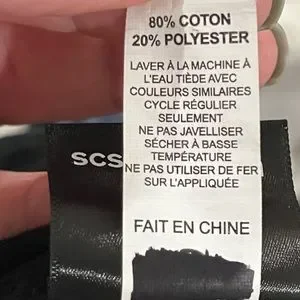 80% COTON
20% POLYESTER
LAVER À LA MACHINE À
L'EAU TIÈDE AVEC
COULEURS SIMILAIRES
CYCLE RÉGULIER
SEULEMENT
NE PAS JAVELLISER
SÉCHER À BASSE
TEMPÉRATURE
SCS
NE PAS UTILISER DE FER
SUR L'APPLIQUÉE
FAIT EN CHINE